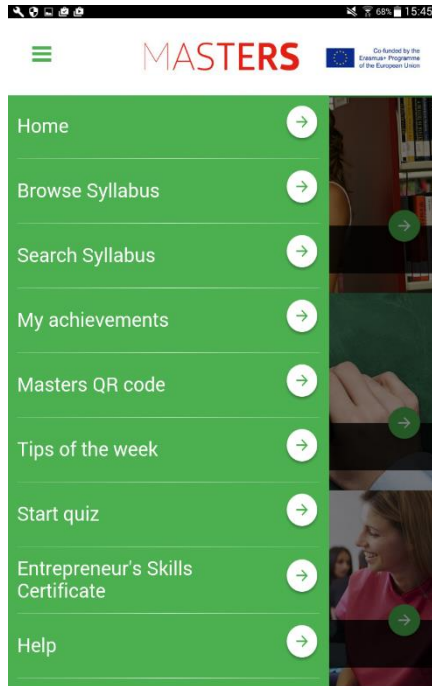 68% 15:45
MASTERS
Co-funded by the
Erasmus+ Programme
of the European Union
Home
Browse Syllabus
Search Syllabus
My achievements
Masters QR code
Tips of the week
Start quiz
Entrepreneur's Skills
Certificate
Help